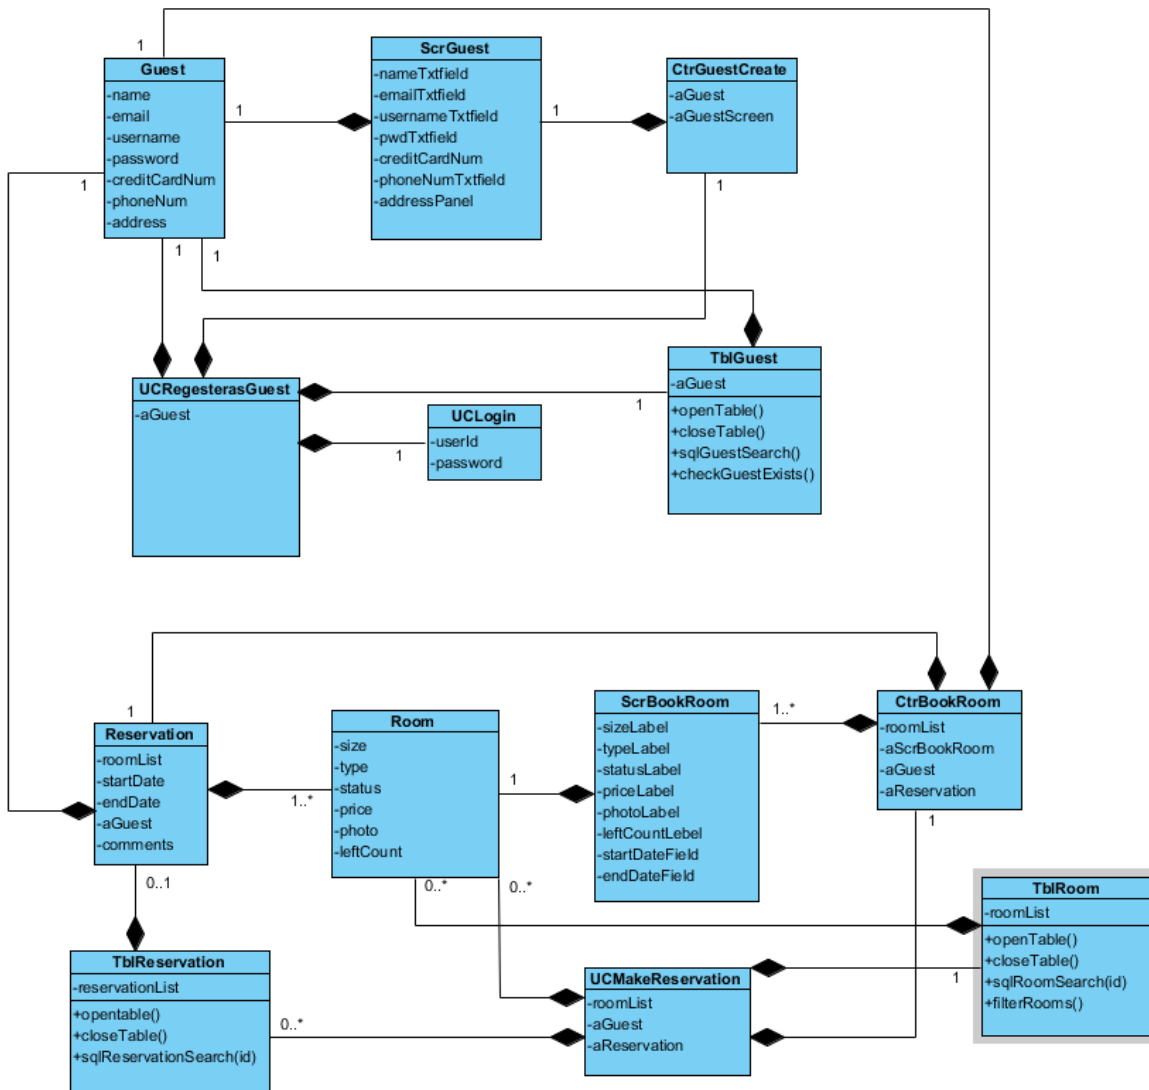 1
Guest
-name
-email
-username
-password
-creditCardNum
-phoneNum
-address
1
1
1
1
ScrGuest
-nameTxtfield
-emailTxtfield
-usernameTxtfield
-pwdTxtfield
-creditCardNum
-phoneNumTxtfield
-addressPanel
1
CtrGuestCreate
-aGuest
-aGuestScreen
1
UCRegesterasGuest
-aGuest
UCLogin
-userId
-password
1
1
TblGuest
-aGuest
+openTable()
+closeTable()
+sqlGuestSearch()
+checkGuestExists()
1
Reservation
-roomList
-startDate
-endDate
-aGuest
-comments
1..*
0..1
Room
-size
-type
-status
-price
-photo
-leftCount
1
0..*
0..*
ScrBookRoom
-sizeLabel
-typeLabel
-statusLabel
-priceLabel
-photoLabel
-leftCountLebel
-startDateField
-endDateField
1..*
CtrBookRoom
-roomList
-aScrBookRoom
-aGuest
-aReservation
1
TblRoom
-roomList
+openTable()
+closeTable()
+sqlRoomSearch(id)
+filterRooms()
1
TblReservation
-reservationList
+opentable()
+closeTable()
+sqlReservationSearch(id)
0..*
UCMakeReservation
-roomList
-aGuest
-aReservation